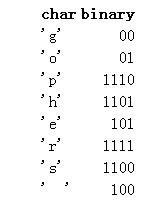 char binary
'g' 00
'o' 01
'p' 1110
'h' 1101
'e' 101
'r' 1111
's' 1100
' ' 100